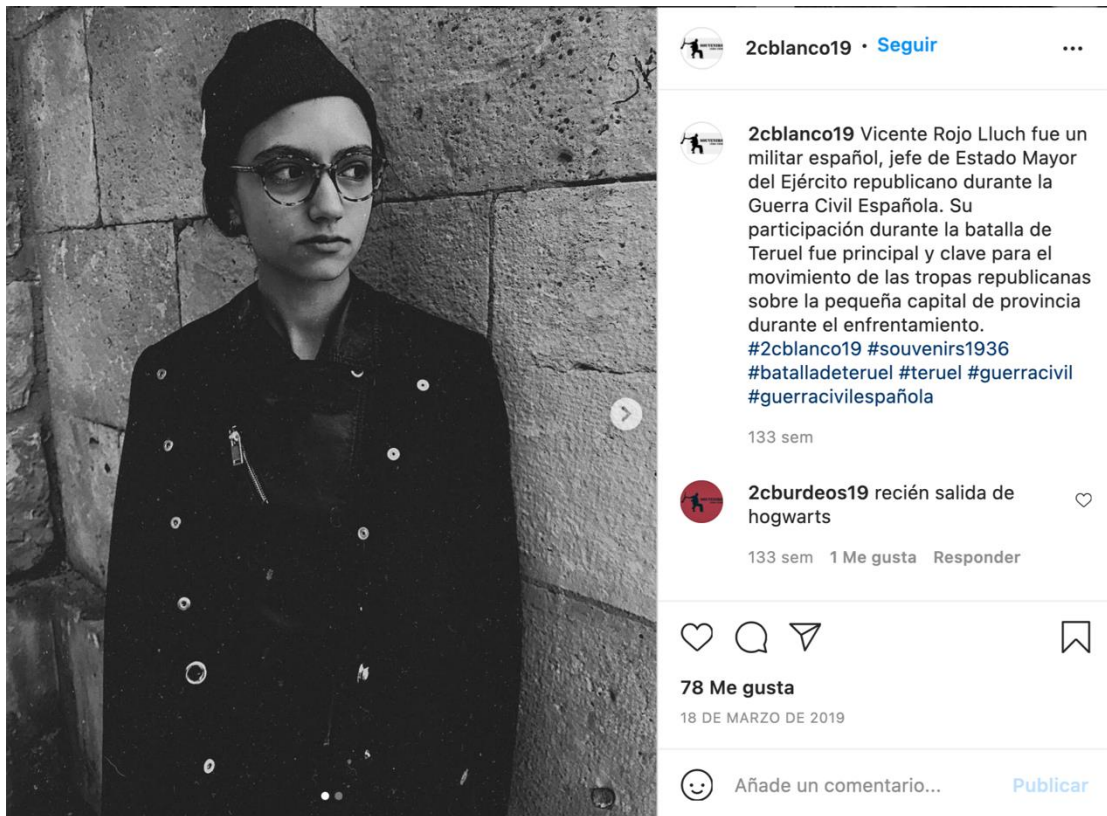 2cblanco19 • Seguir
2cblanco19 Vicente Rojo Lluch fue un
militar español, jefe de Estado Mayor
del Ejército republicano durante la
Guerra Civil Española. Su
participación durante la batalla de
Teruel fue principal y clave para el
movimiento de las tropas republicanas
sobre la pequeña capital de provincia
durante el enfrentamiento.
#2cblanco19 #souvenirs1936
#batalladeteruel #teruel #guerracivil
#guerracivilespañola
133 sem
2cburdeos19 recién salida de
hogwarts
133 sem 1 Me gusta Responder
78 Me gusta
18 DE MARZO DE 2019
Añade un comentario... Publicar